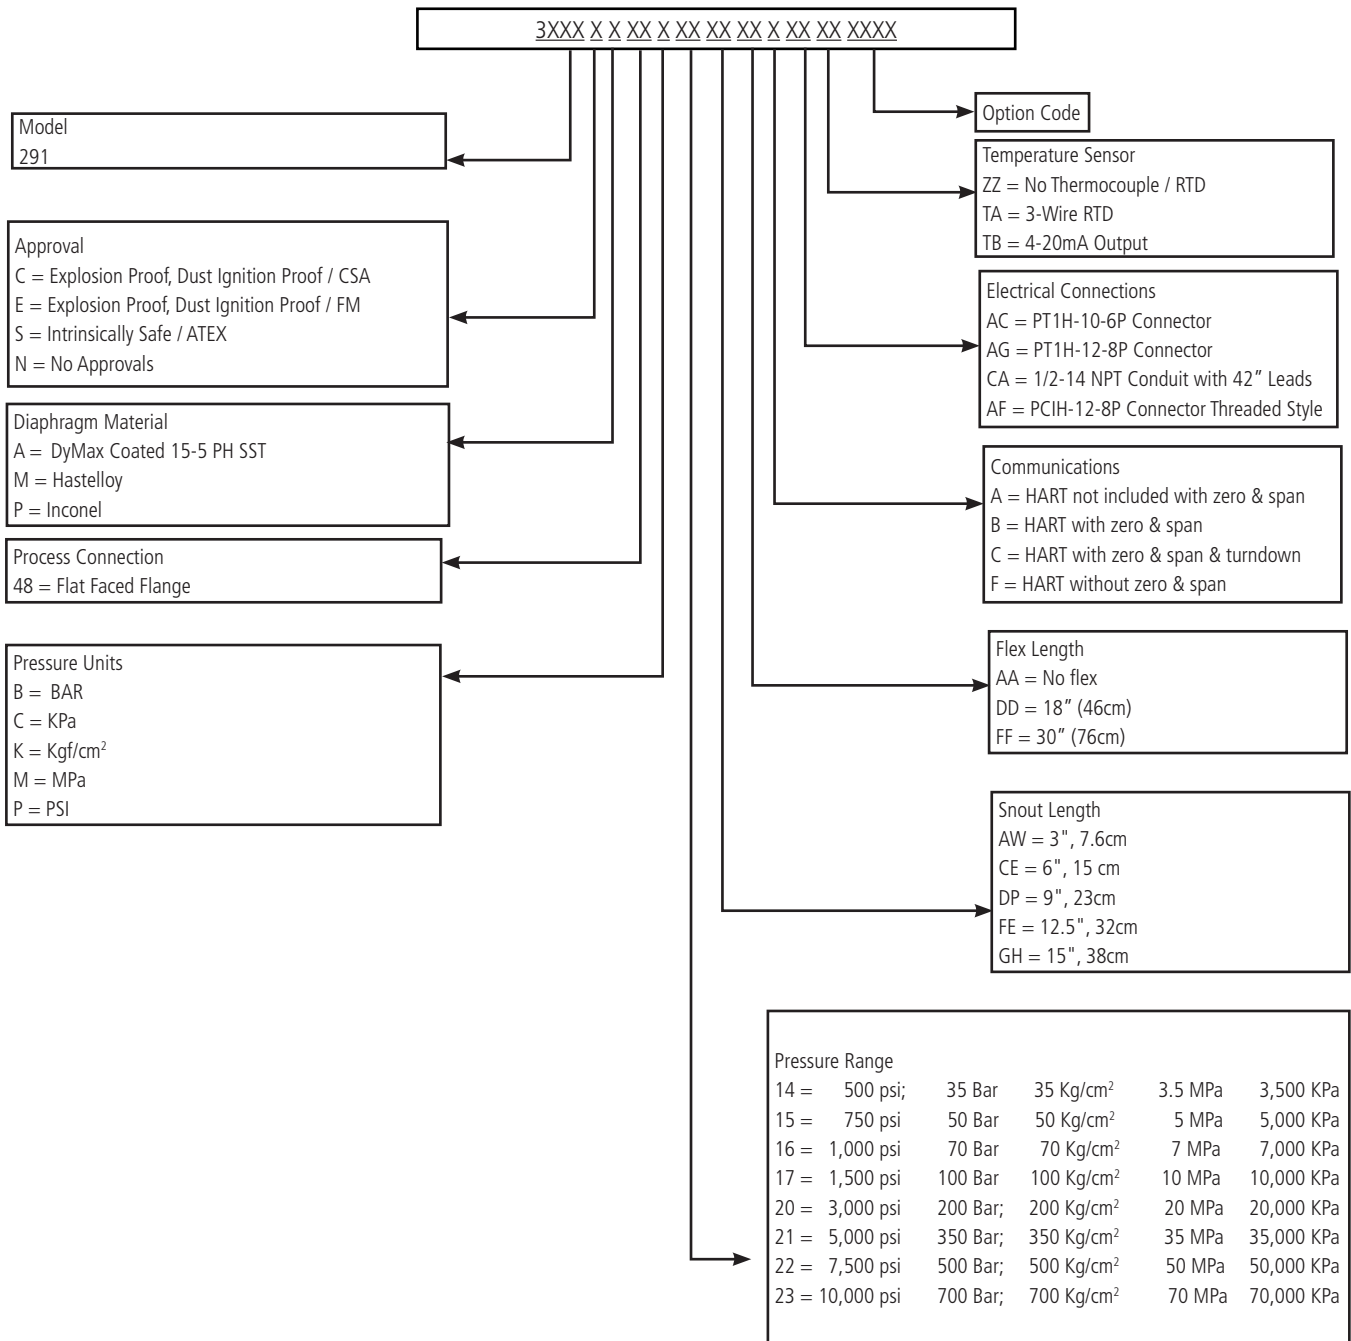 3XXX X X XX X XX XX XX X XX XX XXXX
Model
291
Approval
C = Explosion Proof, Dust Ignition Proof / CSA
E = Explosion Proof, Dust Ignition Proof / FM
S = Intrinsically Safe / ATEX
N = No Approvals
Diaphragm Material
A = DyMax Coated 15-5 PH SST
M = Hastelloy
P = Inconel
Process Connection
48 = Flat Faced Flange
Pressure Units
B = BAR
C = KPa
K = Kgf/cm²
M = MPa
P = PSI
Option Code
Temperature Sensor
ZZ = No Thermocouple / RTD
TA = 3-Wire RTD
TB = 4-20mA Output
Electrical Connections
AC = PT1H-10-6P Connector
AG = PT1H-12-8P Connector
CA = 1/2-14 NPT Conduit with 42" Leads
AF = PCIH-12-8P Connector Threaded Style
Communications
A = HART not included with zero & span
B = HART with zero & span
C = HART with zero & span & turndown
F = HART without zero & span
Flex Length
AA = No flex
DD = 18" (46cm)
FF = 30" (76cm)
Snout Length
AW = 3", 7.6cm
CE = 6", 15 cm
DP = 9", 23cm
FE = 12.5", 32cm
GH = 15", 38cm
Pressure Range
14 = 500 psi; 35 Bar 35 Kg/cm² 3.5 MPa 3,500 KPa
15 = 750 psi 50 Bar 50 Kg/cm² 5 MPa 5,000 KPa
16 = 1,000 psi 70 Bar 70 Kg/cm² 7 MPa 7,000 KPa
17 = 1,500 psi 100 Bar 100 Kg/cm² 10 MPa 10,000 KPa
20 = 3,000 psi 200 Bar; 200 Kg/cm² 20 MPa 20,000 KPa
21 = 5,000 psi 350 Bar; 350 Kg/cm² 35 MPa 35,000 KPa
22 = 7,500 psi 500 Bar; 500 Kg/cm² 50 MPa 50,000 KPa
23 = 10,000 psi 700 Bar; 700 Kg/cm² 70 MPa 70,000 KPa